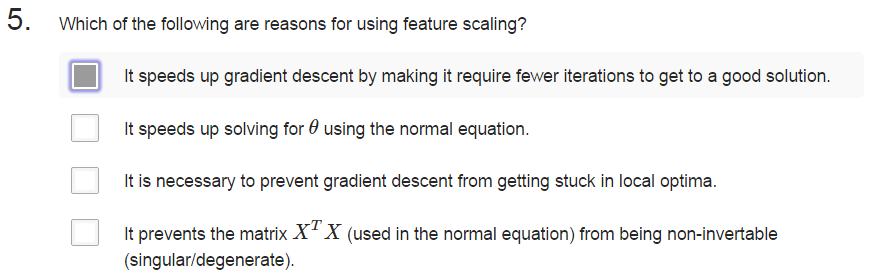 5. Which of the following are reasons for using feature scaling?
It speeds up gradient descent by making it require fewer iterations to get to a good solution.
It speeds up solving for θ using the normal equation.
It is necessary to prevent gradient descent from getting stuck in local optima.
It prevents the matrix X^T X (used in the normal equation) from being non-invertable
(singular/degenerate).